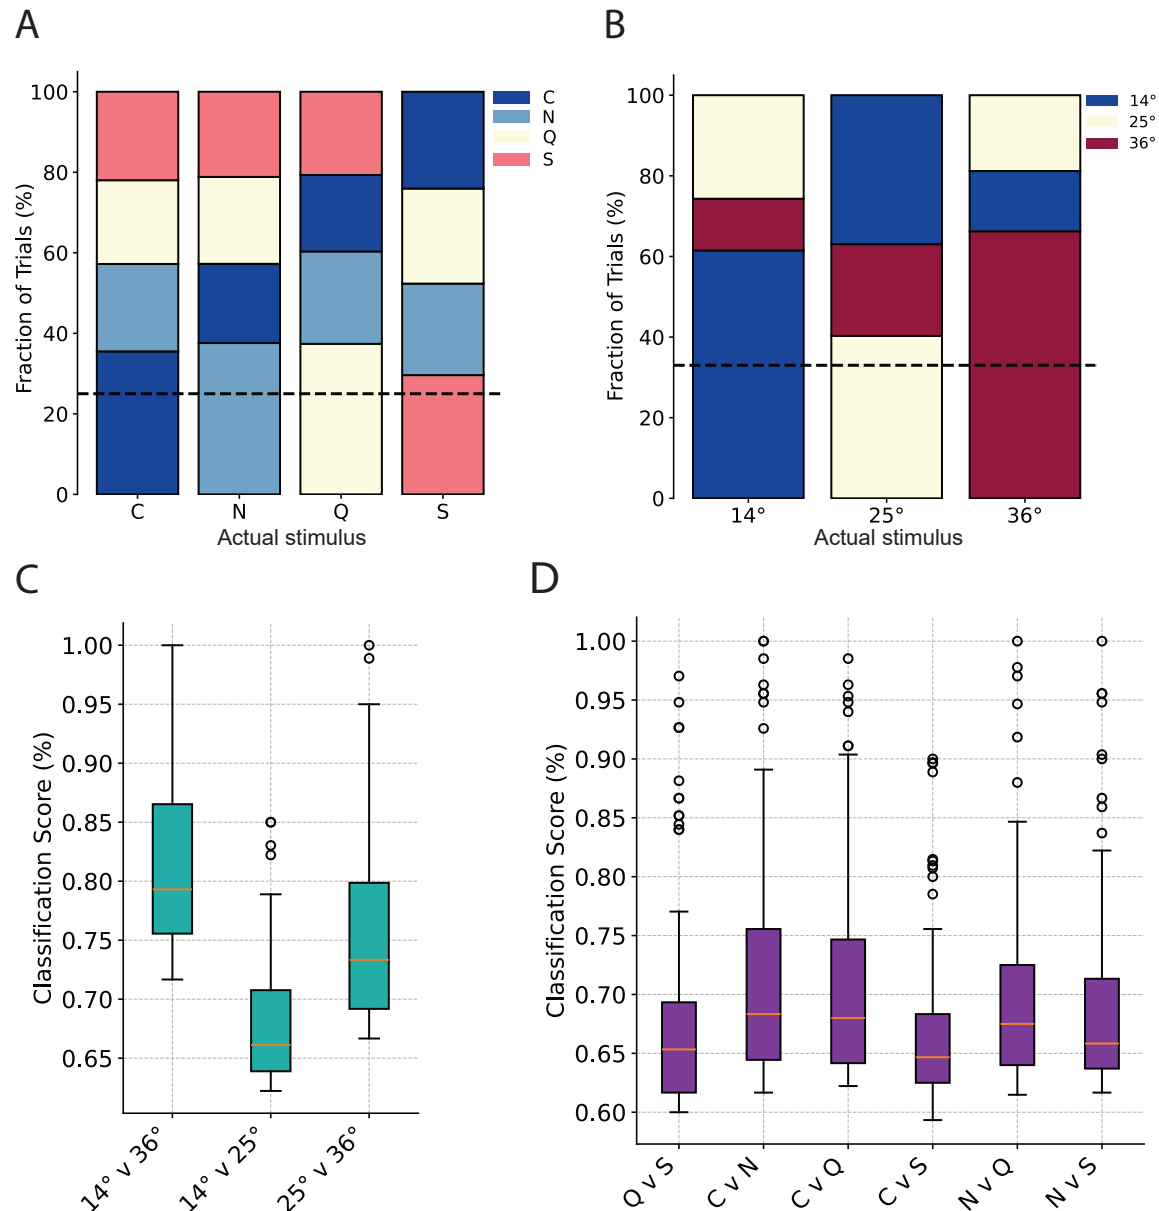 A
Fraction of Trials (%)
100
80
60
40
20
0
C
N
Q
S
Actual stimulus
C
N
Q
S
B
Fraction of Trials (%)
100
80
60
40
20
0
14°
25°
36°
Actual stimulus
14°
25°
36°
C
Classification Score (%)
1.00
0.95
0.90
0.85
0.80
0.75
0.70
0.65
14° v 36°
14° v 25°
25° v 36°
D
Classification Score (%)
1.00
0.95
0.90
0.85
0.80
0.75
0.70
0.65
0.60
Q v S
C v N
C v Q
C v S
N v Q
N v S